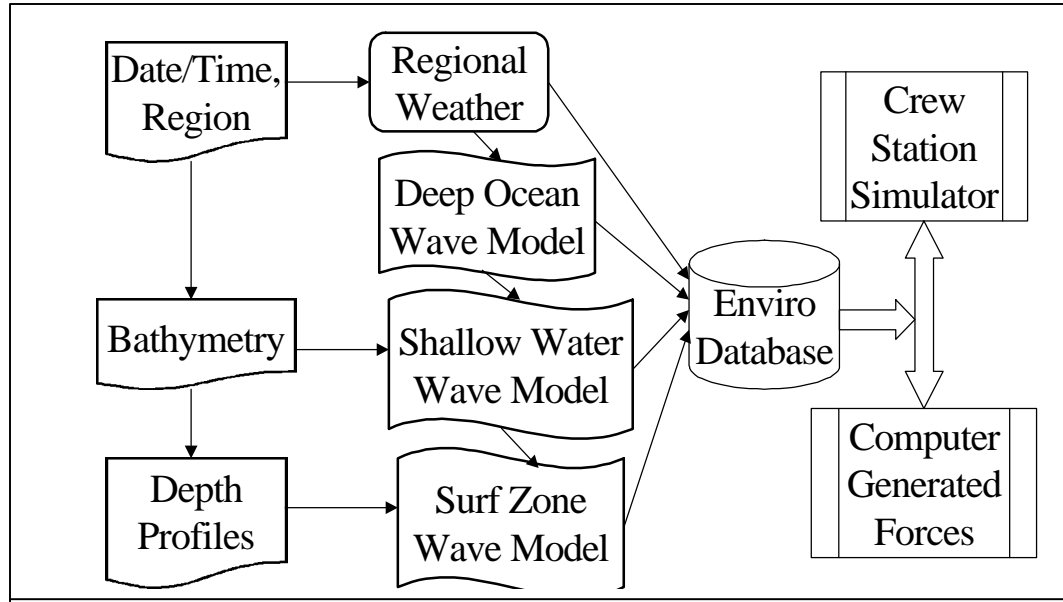 Date/Time,
Region
Regional
Weather
Crew
Station
Simulator
Deep Ocean
Wave Model
Bathymetry
Shallow Water
Wave Model
Enviro
Database
Depth
Profiles
Surf Zone
Wave Model
Computer
Generated
Forces